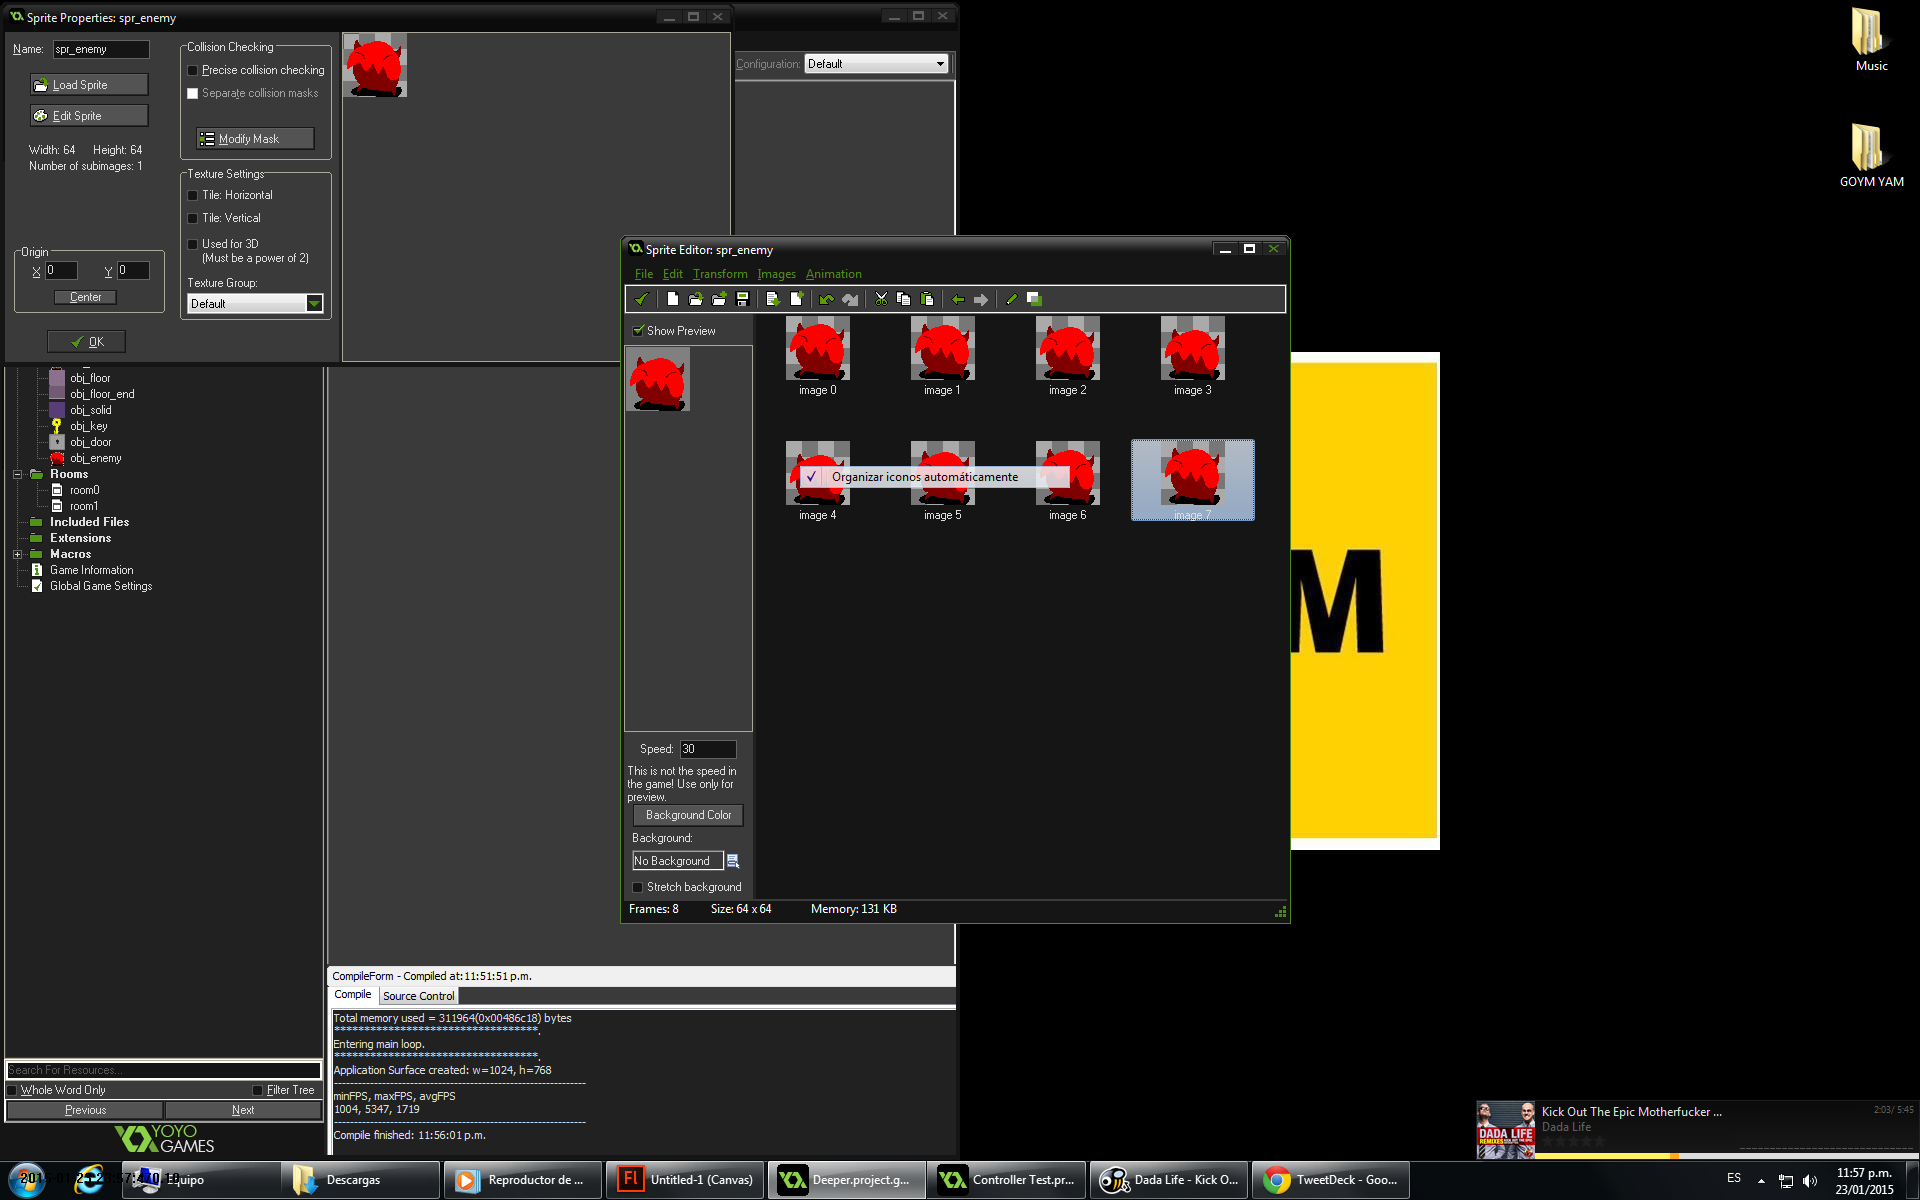 Sprite Properties: spr_enemy
Name: spr_enemy
Load Sprite
Edit Sprite
Width: 64 Height: 64
Number of subimages: 1
Origin
X 0 Y 0
Center
OK
Collision Checking
Precise collision checking
Separate collision masks
Modify Mask
Texture Settings
Tile: Horizontal
Tile: Vertical
Used for 3D
(Must be a power of 2)
Texture Group:
Default
Configuration: Default
Music
GOYM YAM
obj_floor
obj_floor_end
obj_solid
obj_key
obj_door
obj_enemy
Rooms
room0
room1
Included Files
Extensions
Macros
Game Information
Global Game Settings
Sprite Editor: spr_enemy
File Edit Transform Images Animation
Show Preview
image 0 image 1 image 2 image 3
Organizar iconos automáticamente
image 4 image 5 image 6 image 7
Speed: 30
This is not the speed in
the game! Use only for
preview.
Background Color
Background:
No Background
Stretch background
Frames: 8 Size: 64 x 64 Memory: 131 KB
M
CompileForm - Compiled at: 11:51:51 p.m.
Compile Source Control
Total memory used = 311964(0x00486c18) bytes
**********************************.
Entering main loop.
**********************************.
Application Surface created: w=1024, h=768
minFPS, maxFPS, avgFPS
1004, 5347, 1719
Compile finished: 11:56:01 p.m.
Search For Resources...
Whole Word Only Filter Tree
Previous Next
YOYO
GAMES
Kick Out The Epic Motherfucker ...
2:03/ 5:45
Dada Life
DADA LIFE
Equipo
Descargas
Reproductor de ...
Fl Untitled-1 (Canvas)
Deeper.project.g...
Controller Test.pr...
Dada Life - Kick O...
TweetDeck - Goo...
ES
11:57 p.m.
23/01/2015